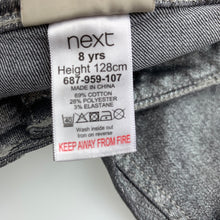 next
8 yrs
Height 128cm
687-959-107
MADE IN CHINA
69% COTTON
28% POLYESTER
3% ELASTANE
Wash inside out
Iron on reverse
KEEP AWAY FROM FIRE